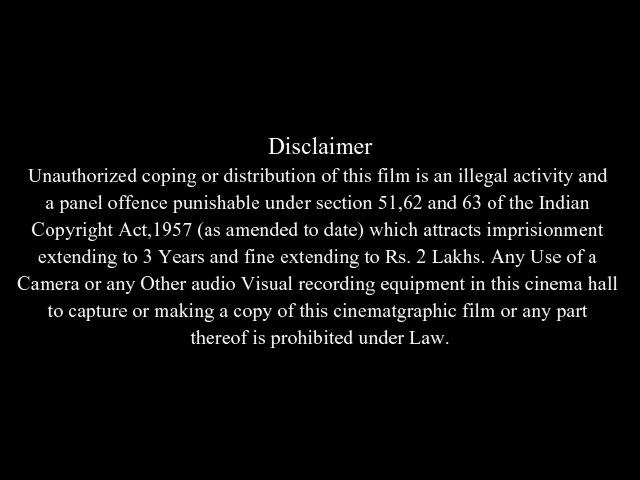 Disclaimer
Unauthorized coping or distribution of this film is an illegal activity and
a panel offence punishable under section 51,62 and 63 of the Indian
Copyright Act,1957 (as amended to date) which attracts imprisionment
extending to 3 Years and fine extending to Rs. 2 Lakhs. Any Use of a
Camera or any Other audio Visual recording equipment in this cinema hall
to capture or making a copy of this cinematgraphic film or any part
thereof is prohibited under Law.